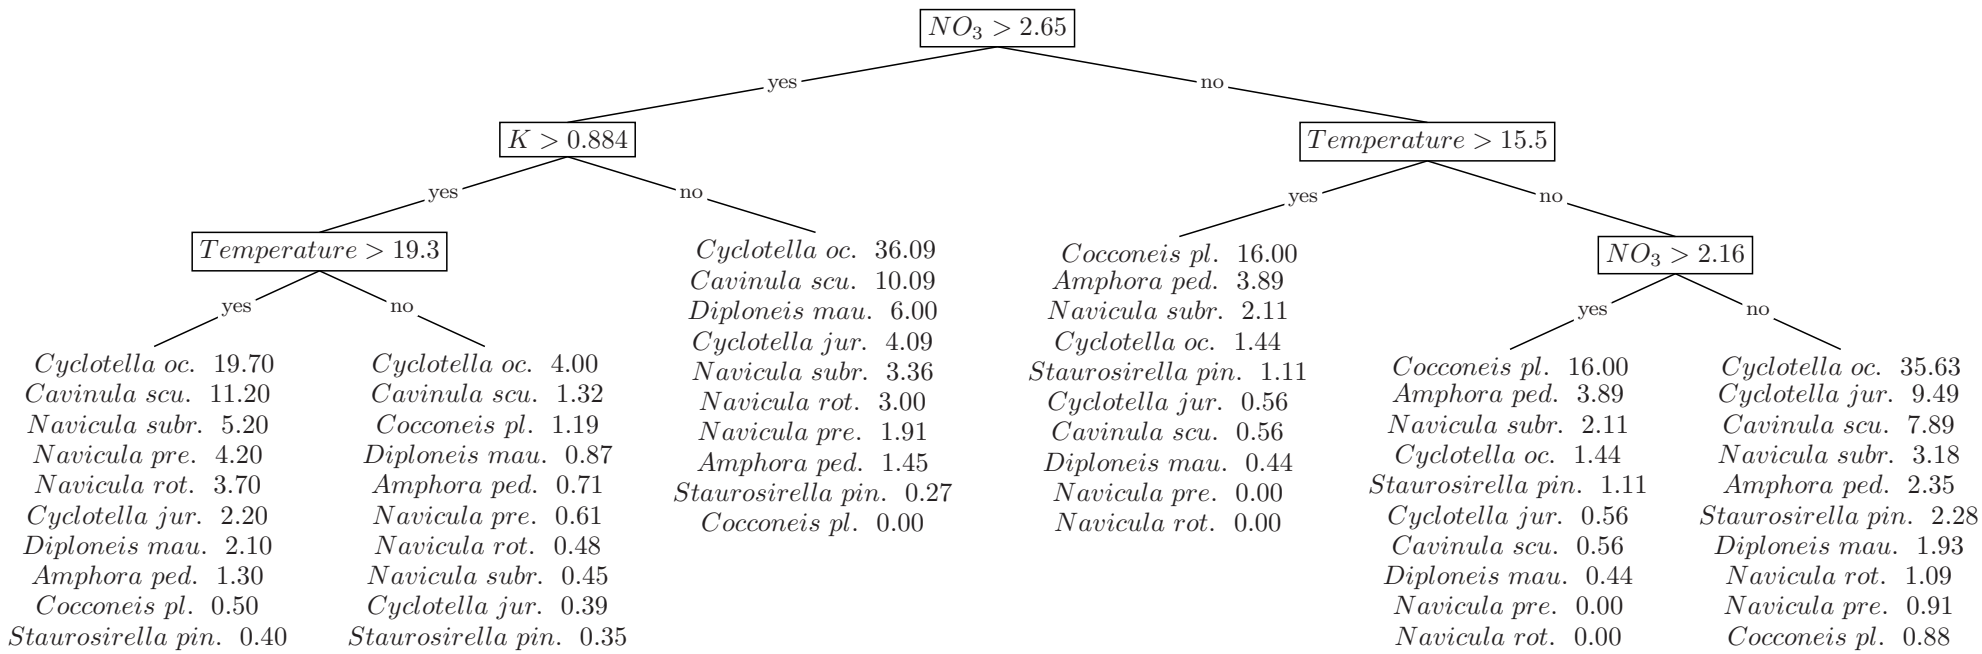 NO₃ > 2.65
yes
no
K > 0.884
Temperature > 15.5
yes
no
yes
no
Temperature > 19.3
Cyclotella oc. 36.09
Cavinula scu. 10.09
Diploneis mau. 6.00
Cyclotella jur. 4.09
Navicula subr. 3.36
Navicula rot. 3.00
Navicula pre. 1.91
Amphora ped. 1.45
Staurosirella pin. 0.27
Cocconeis pl. 0.00
Cocconeis pl. 16.00
Amphora ped. 3.89
Navicula subr. 2.11
Cyclotella oc. 1.44
Staurosirella pin. 1.11
Cyclotella jur. 0.56
Cavinula scu. 0.56
Diploneis mau. 0.44
Navicula pre. 0.00
Navicula rot. 0.00
NO₃ > 2.16
yes
no
yes
no
Cyclotella oc. 19.70
Cavinula scu. 11.20
Navicula subr. 5.20
Navicula pre. 4.20
Navicula rot. 3.70
Cyclotella jur. 2.20
Diploneis mau. 2.10
Amphora ped. 1.30
Cocconeis pl. 0.50
Staurosirella pin. 0.40
Cyclotella oc. 4.00
Cavinula scu. 1.32
Cocconeis pl. 1.19
Diploneis mau. 0.87
Amphora ped. 0.71
Navicula pre. 0.61
Navicula rot. 0.48
Navicula subr. 0.45
Cyclotella jur. 0.39
Staurosirella pin. 0.35
Cocconeis pl. 16.00
Amphora ped. 3.89
Navicula subr. 2.11
Cyclotella oc. 1.44
Staurosirella pin. 1.11
Cyclotella jur. 0.56
Cavinula scu. 0.56
Diploneis mau. 0.44
Navicula pre. 0.00
Navicula rot. 0.00
Cyclotella oc. 35.63
Cyclotella jur. 9.49
Cavinula scu. 7.89
Navicula subr. 3.18
Amphora ped. 2.35
Staurosirella pin. 2.28
Diploneis mau. 1.93
Navicula rot. 1.09
Navicula pre. 0.91
Cocconeis pl. 0.88